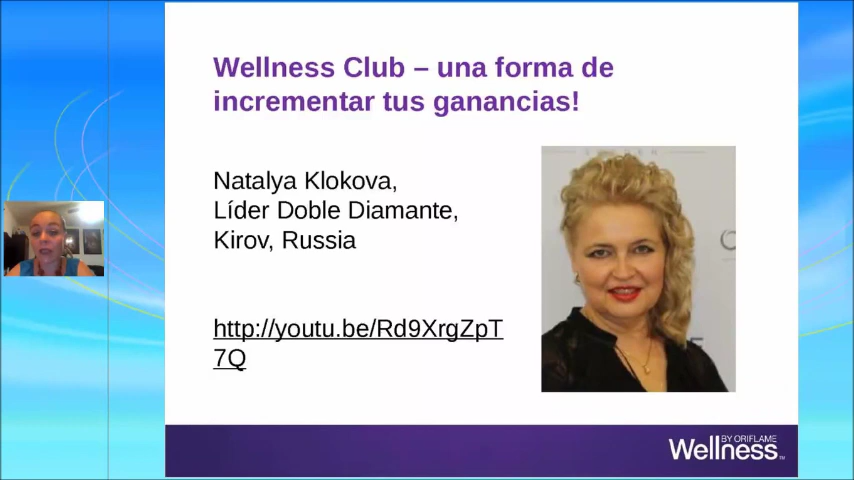 Wellness Club – una forma de
incrementar tus ganancias!
Natalya Klokova,
Líder Doble Diamante,
Kirov, Russia
http://youtu.be/Rd9XrgZpT
7Q
BY ORIFLAME
Wellness™